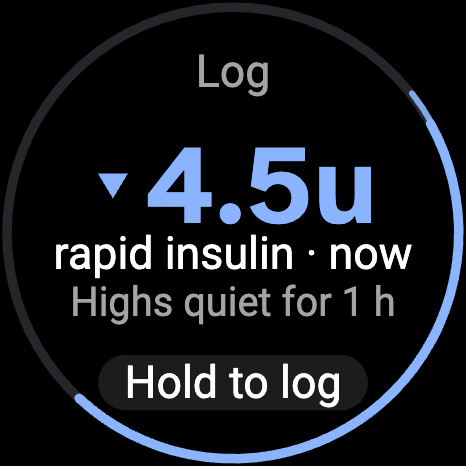 Log
4.5u
rapid insulin · now
Highs quiet for 1 h
Hold to log